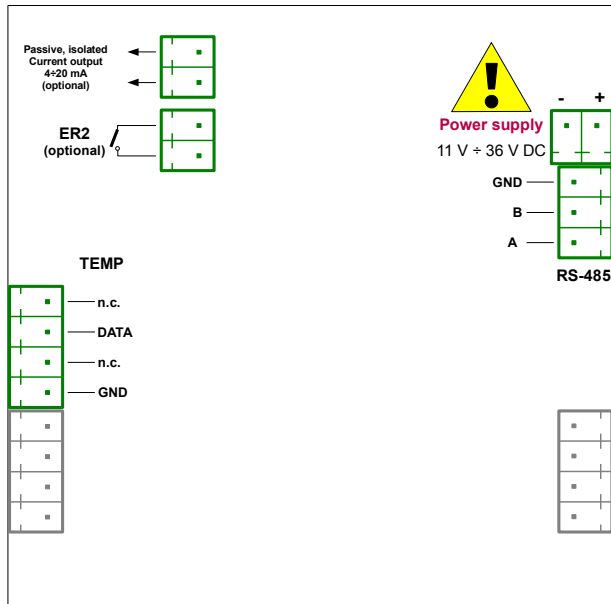 Passive, isolated
Current output
4÷20 mA
(optional)
ER2
(optional)
- +
Power supply
11 V ÷ 36 V DC
GND
B
A
RS-485
TEMP
n.c.
DATA
n.c.
GND